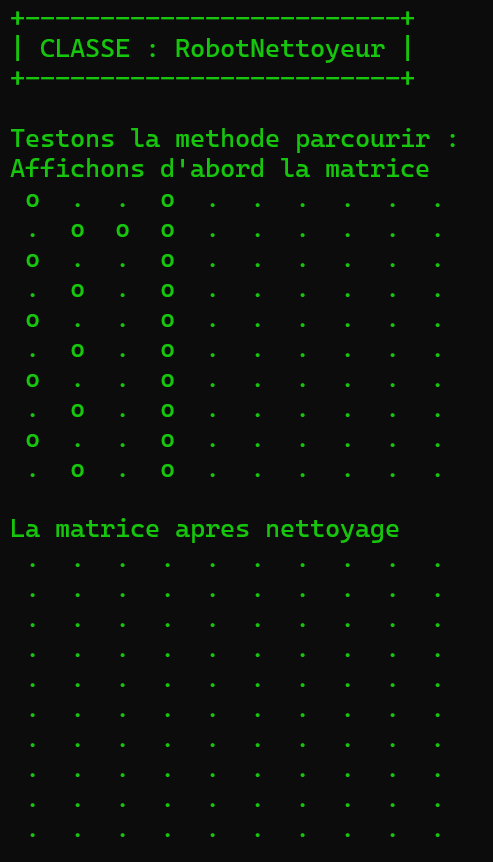 +-------------------------+
| CLASSE : RobotNettoyeur |
+-------------------------+
Testons la methode parcourir :
Affichons d'abord la matrice
 o  .  .  o  .  .  .  .  .  .
 .  o  o  o  .  .  .  .  .  .
 o  .  .  o  .  .  .  .  .  .
 .  o  .  o  .  .  .  .  .  .
 o  .  .  o  .  .  .  .  .  .
 .  o  .  o  .  .  .  .  .  .
 o  .  .  o  .  .  .  .  .  .
 .  o  .  o  .  .  .  .  .  .
 o  .  .  o  .  .  .  .  .  .
 .  o  .  o  .  .  .  .  .  .
La matrice apres nettoyage
 .  .  .  .  .  .  .  .  .  .
 .  .  .  .  .  .  .  .  .  .
 .  .  .  .  .  .  .  .  .  .
 .  .  .  .  .  .  .  .  .  .
 .  .  .  .  .  .  .  .  .  .
 .  .  .  .  .  .  .  .  .  .
 .  .  .  .  .  .  .  .  .  .
 .  .  .  .  .  .  .  .  .  .
 .  .  .  .  .  .  .  .  .  .
 .  .  .  .  .  .  .  .  .  .